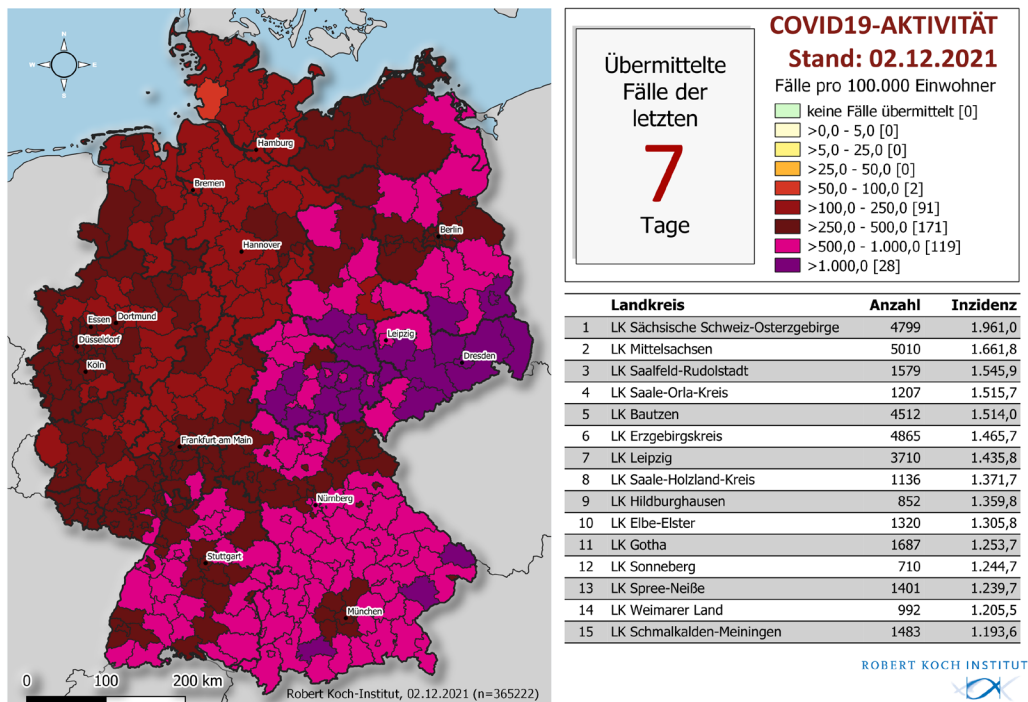 N
W
E
S
Hamburg
Bremen
Berlin
Hannover
Essen
Dortmund
Düsseldorf
Köln
Leipzig
Dresden
Frankfurt am Main
Nürnberg
Stuttgart
München
0 100 200 km
Robert Koch-Institut, 02.12.2021 (n=365222)
Übermittelte
Fälle der
letzten
7
Tage
COVID19-AKTIVITÄT
Stand: 02.12.2021
Fälle pro 100.000 Einwohner
keine Fälle übermittelt [0]
>0,0 - 5,0 [0]
>5,0 - 25,0 [0]
>25,0 - 50,0 [0]
>50,0 - 100,0 [2]
>100,0 - 250,0 [91]
>250,0 - 500,0 [171]
>500,0 - 1.000,0 [119]
>1.000,0 [28]
Landkreis Anzahl Inzidenz
1 LK Sächsische Schweiz-Osterzgebirge 4799 1.961,0
2 LK Mittelsachsen 5010 1.661,8
3 LK Saalfeld-Rudolstadt 1579 1.545,9
4 LK Saale-Orla-Kreis 1207 1.515,7
5 LK Bautzen 4512 1.514,0
6 LK Erzgebirgskreis 4865 1.465,7
7 LK Leipzig 3710 1.435,8
8 LK Saale-Holzland-Kreis 1136 1.371,7
9 LK Hildburghausen 852 1.359,8
10 LK Elbe-Elster 1320 1.305,8
11 LK Gotha 1687 1.253,7
12 LK Sonneberg 710 1.244,7
13 LK Spree-Neiße 1401 1.239,7
14 LK Weimarer Land 992 1.205,5
15 LK Schmalkalden-Meiningen 1483 1.193,6
ROBERT KOCH INSTITUT